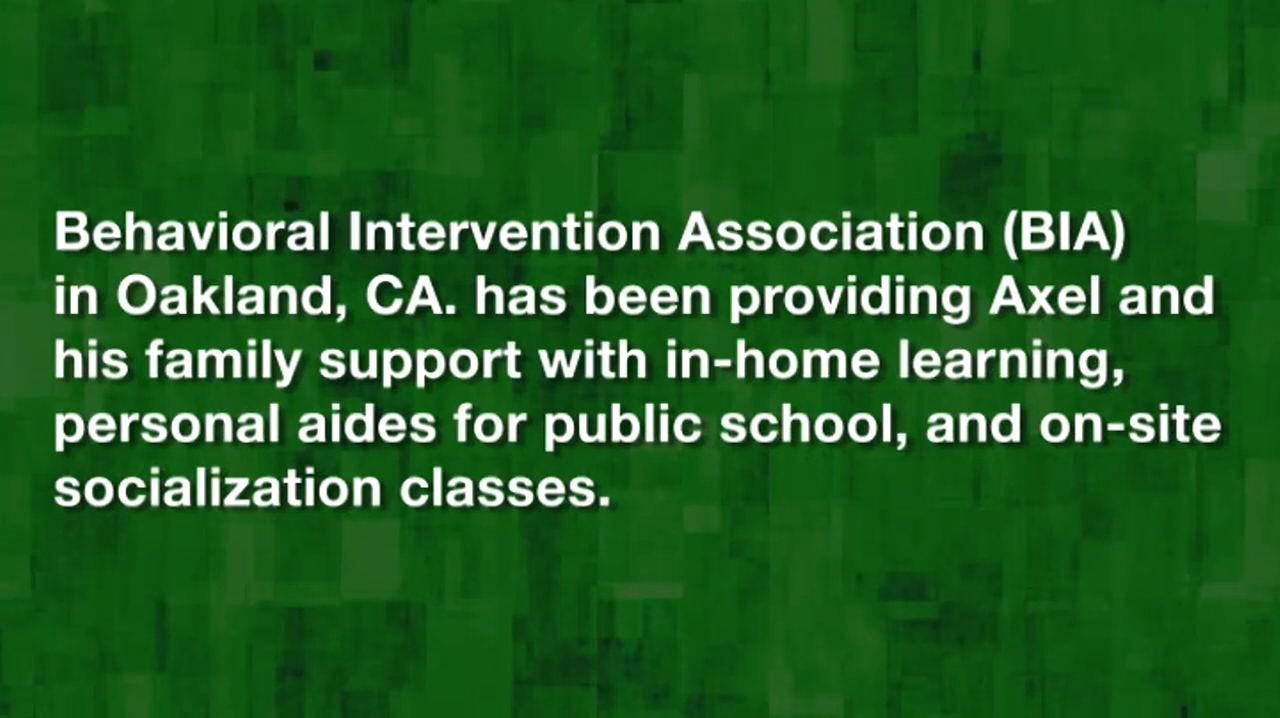 Behavioral Intervention Association (BIA)
in Oakland, CA. has been providing Axel and
his family support with in-home learning,
personal aides for public school, and on-site
socialization classes.